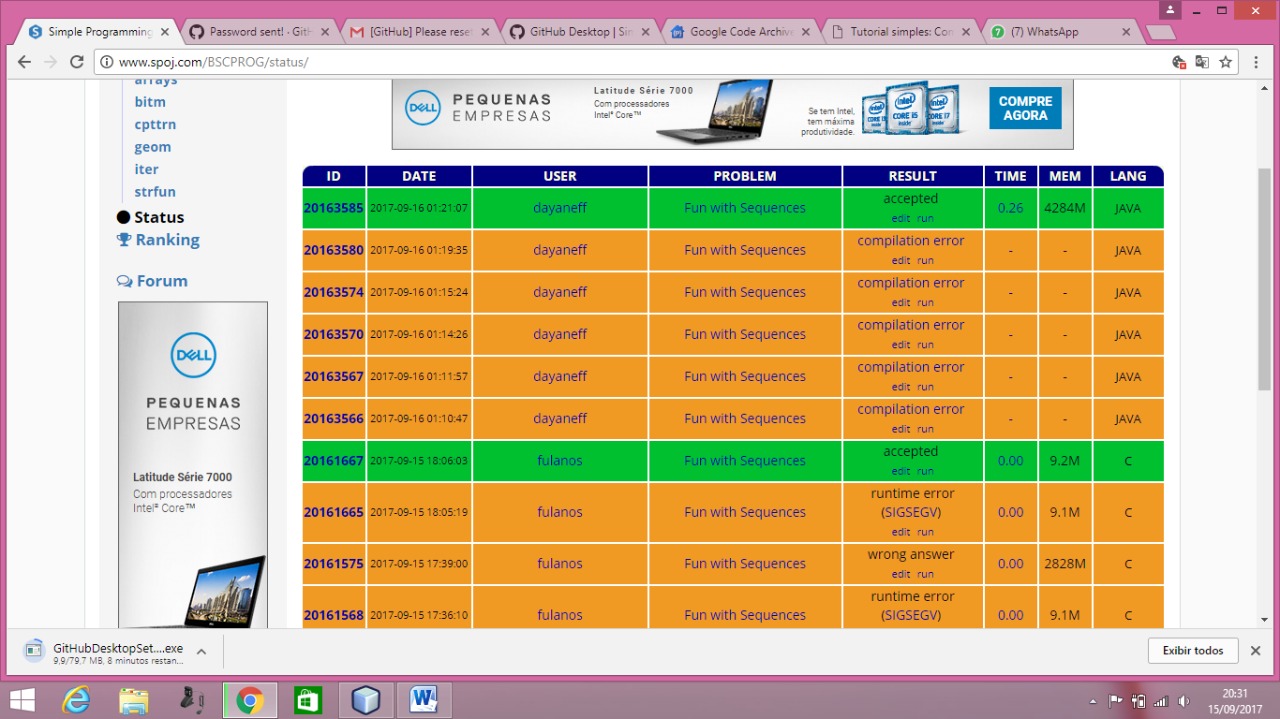 Simple Programming
Password sent! · GitH
[GitHub] Please rese
GitHub Desktop | Sim
Google Code Archive
Tutorial simples: Con
(7) WhatsApp
www.spoj.com/BSCPROG/status/
arrays
bitm
cpttrn
geom
iter
strfun
Status
Ranking
Forum
DELL
PEQUENAS
EMPRESAS
Latitude Série 7000
Com processadores
Intel® Core™
Se tem Intel,
tem máxima
produtividade.
COMPRE
AGORA
ID DATE USER PROBLEM RESULT TIME MEM LANG
20163585 2017-09-16 01:21:07 dayaneff Fun with Sequences accepted 0.26 4284M JAVA
edit run
20163580 2017-09-16 01:19:35 dayaneff Fun with Sequences compilation error - - JAVA
edit run
20163574 2017-09-16 01:15:24 dayaneff Fun with Sequences compilation error - - JAVA
edit run
20163570 2017-09-16 01:14:26 dayaneff Fun with Sequences compilation error - - JAVA
edit run
20163567 2017-09-16 01:11:57 dayaneff Fun with Sequences compilation error - - JAVA
edit run
20163566 2017-09-16 01:10:47 dayaneff Fun with Sequences compilation error - - JAVA
edit run
20161667 2017-09-15 18:06:03 fulanos Fun with Sequences accepted 0.00 9.2M C
edit run
20161665 2017-09-15 18:05:19 fulanos Fun with Sequences runtime error (SIGSEGV) 0.00 9.1M C
edit run
20161575 2017-09-15 17:39:00 fulanos Fun with Sequences wrong answer 0.00 2828M C
edit run
20161568 2017-09-15 17:36:10 fulanos Fun with Sequences runtime error (SIGSEGV) 0.00 9.1M C
DELL
PEQUENAS
EMPRESAS
Latitude Série 7000
Com processadores
Intel® Core™
GitHubDesktopSet....exe
9,9/79,7 MB, 8 minutos restan...
Exibir todos
20:31
15/09/2017